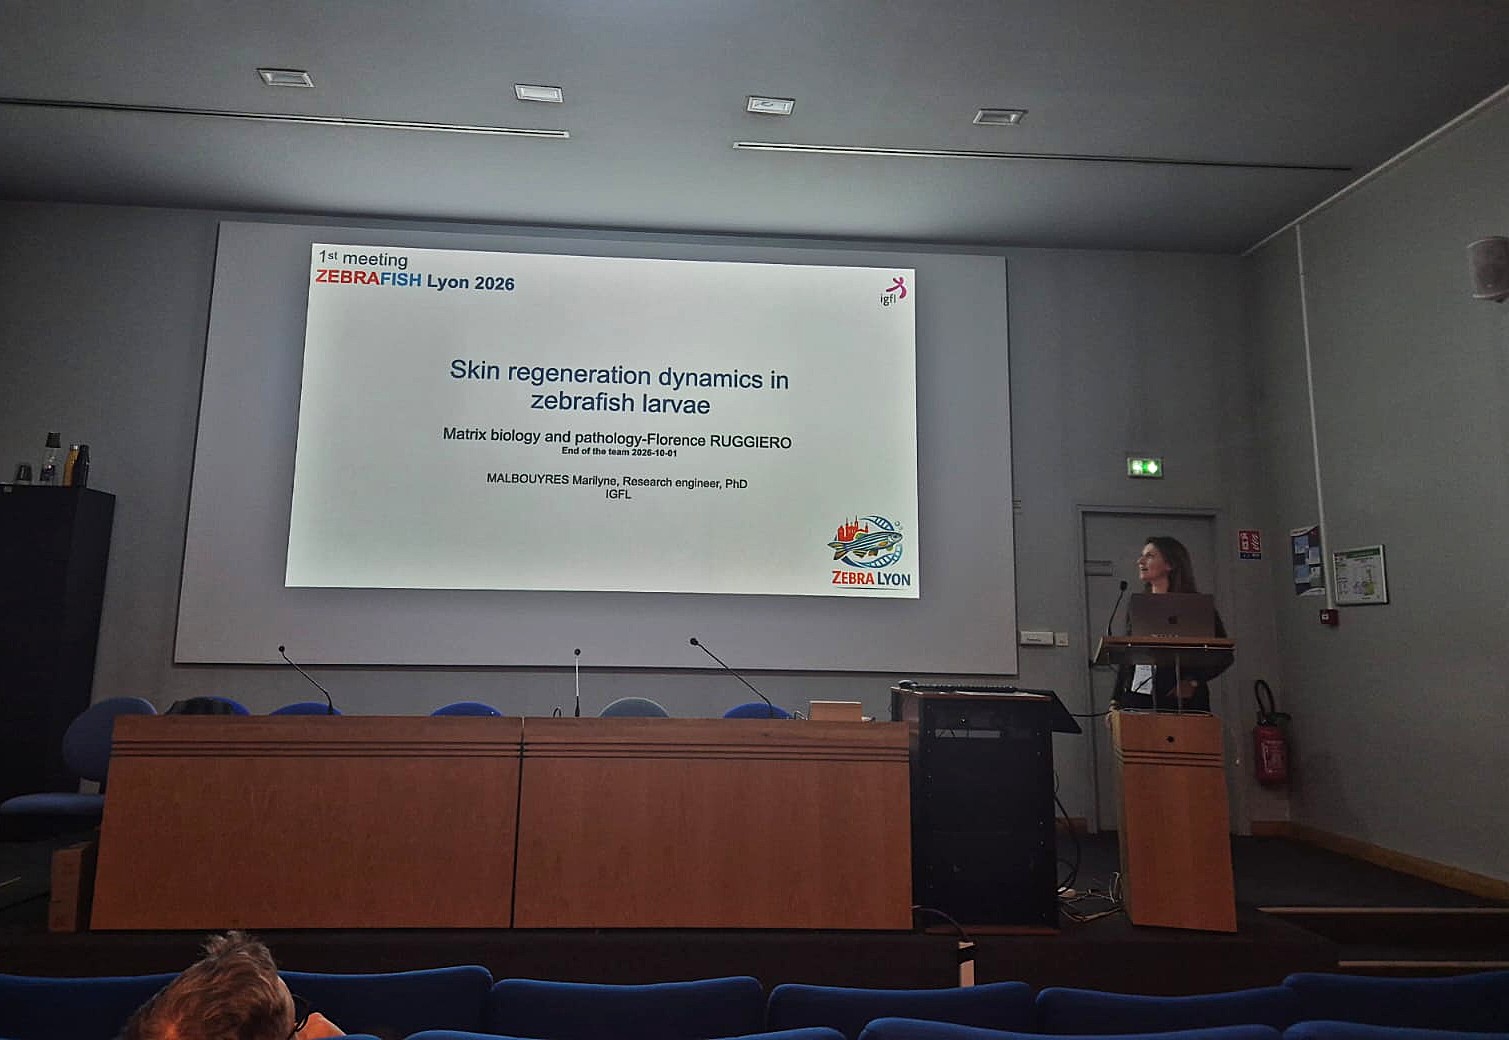 1st meeting
ZEBRAFISH Lyon 2026
igfl
Skin regeneration dynamics in
zebrafish larvae
Matrix biology and pathology-Florence RUGGIERO
End of the team 2026-10-01
MALBOUYRES Marilyne, Research engineer, PhD
IGFL
ZEBRA LYON